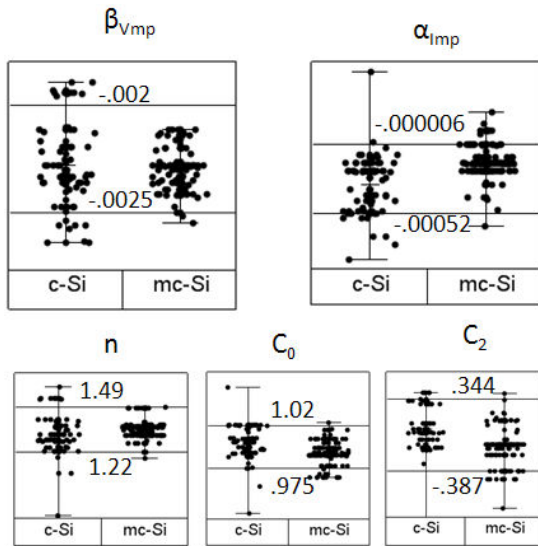 βVmp
-.002
-.0025
c-Si mc-Si
αImp
-.000006
-.00052
c-Si mc-Si
n
1.49
1.22
c-Si mc-Si
C0
1.02
.975
c-Si mc-Si
C2
.344
-.387
c-Si mc-Si